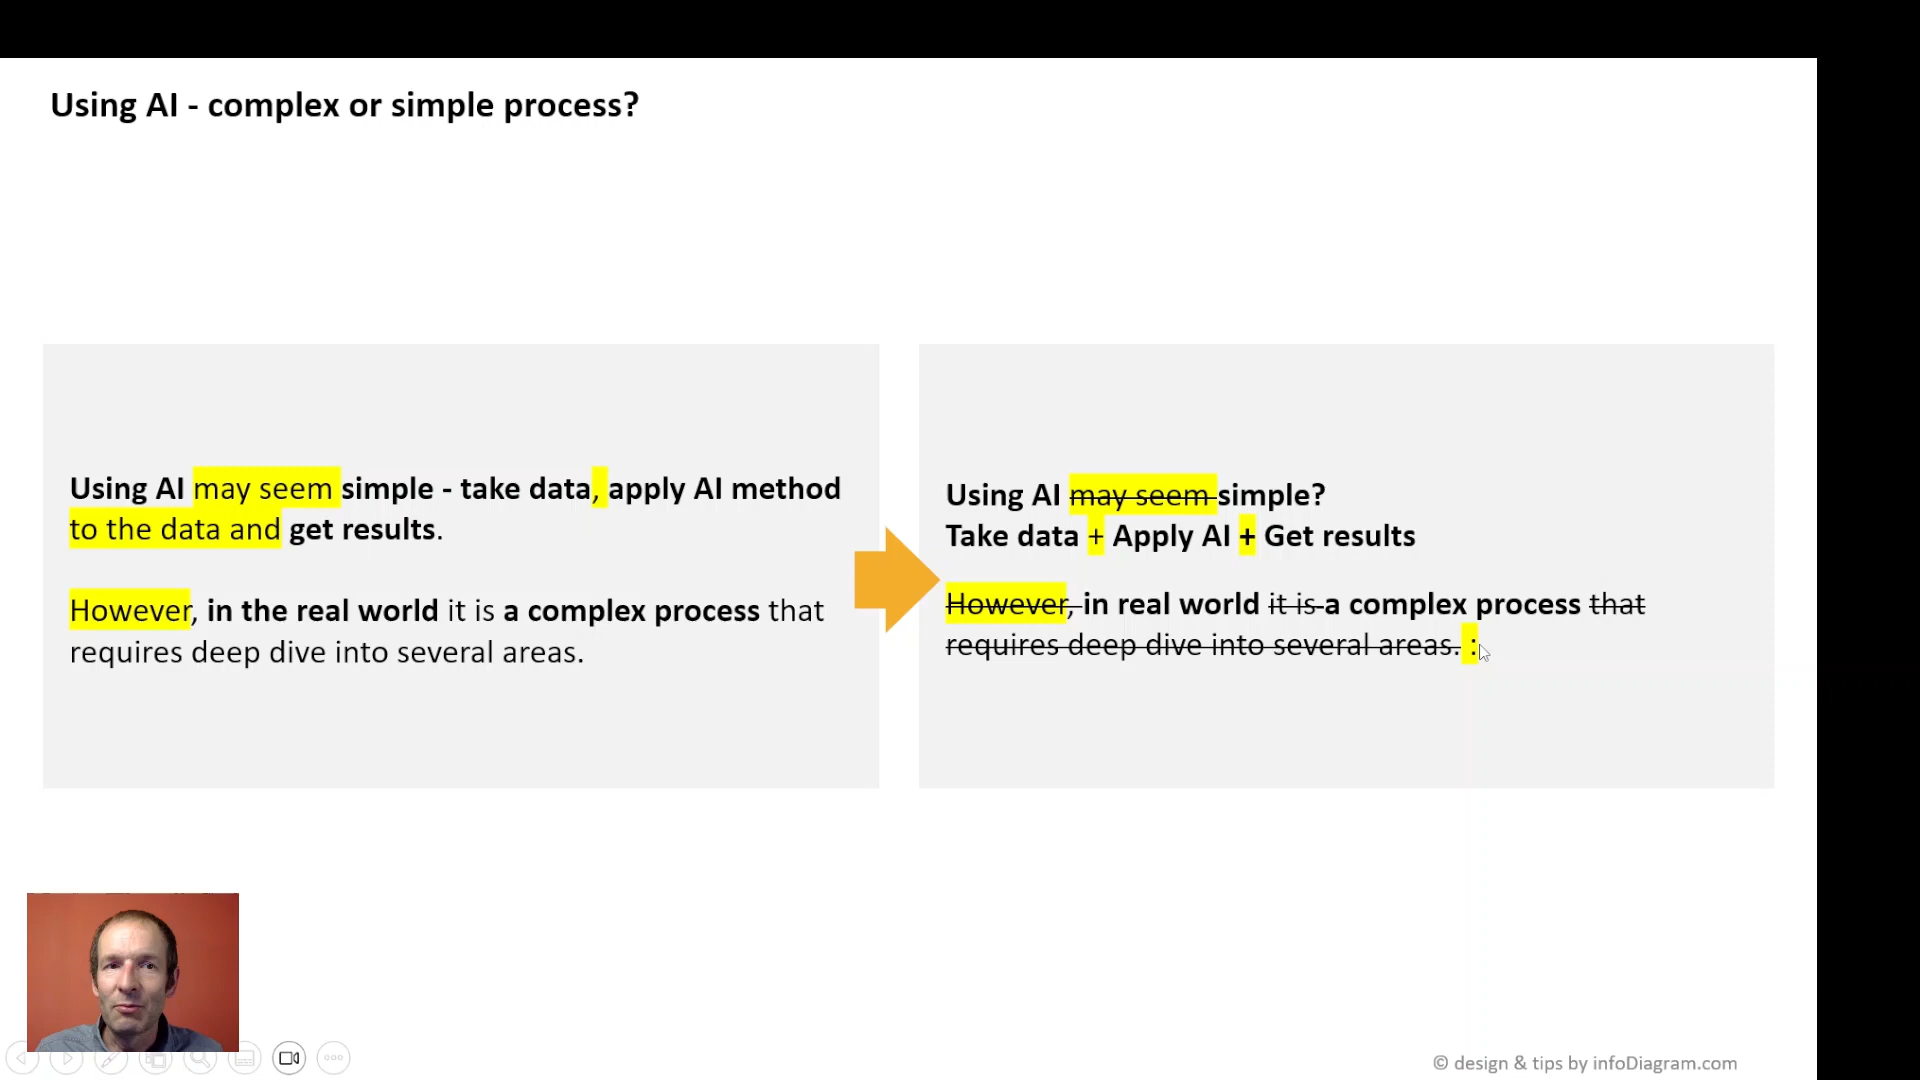 Using AI - complex or simple process?
Using AI may seem simple - take data, apply AI method
to the data and get results.
However, in the real world it is a complex process that
requires deep dive into several areas.
Using AI may seem simple?
Take data + Apply AI + Get results
However, in real world it is a complex process that
requires deep dive into several areas. :
© design & tips by infoDiagram.com